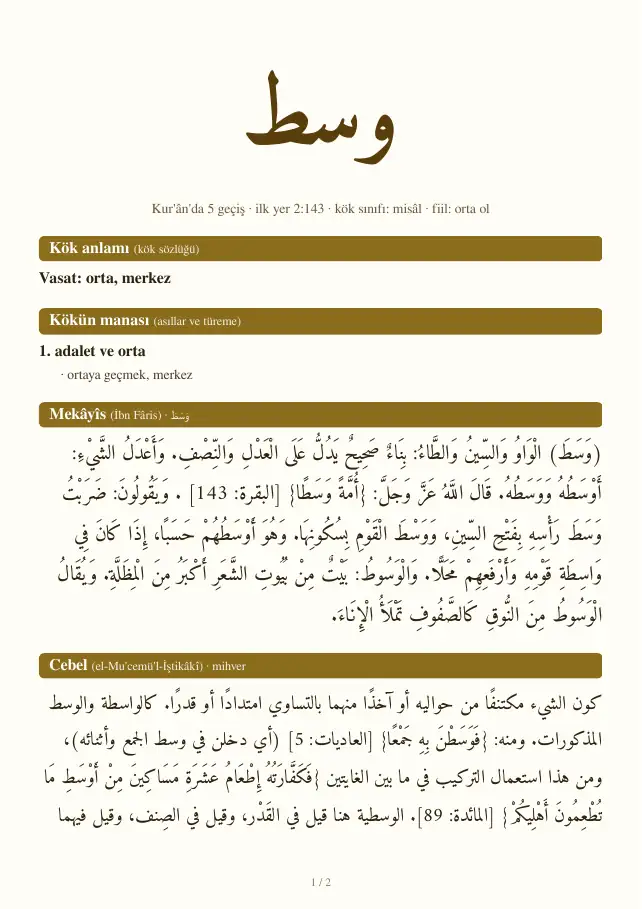 وسط
Kur'ân'da 5 geçiş · ilk yer 2:143 · kök sınıfı: misâl · fiil: orta ol
Kök anlamı (kök sözlüğü)
Vasat: orta, merkez
Kökün manası (asıllar ve türeme)
1. adalet ve orta
· ortaya geçmek, merkez
Mekâyîs (İbn Fâris) · وَسَطَ
(وَسَطَ) الْوَاوُ وَالسِّينُ وَالطَّاءُ: بِنَاءٌ صَحِيحٌ يَدُلُّ عَلَى الْعَدْلِ وَالنِّصْفِ. وَأَعْدَلُ الشَّيْءِ:
أَوْسَطُهُ وَوَسَطُهُ. قَالَ اللَّهُ عَزَّ وَجَلَّ: {أُمَّةً وَسَطًا} [البقرة: 143] . وَيَقُولُونَ: ضَرَبْتُ
وَسَطَ رَأْسِهِ بِفَتْحِ السِّينِ، وَوَسْطَ الْقَوْمِ بِسُكُونِهَا. وَهُوَ أَوْسَطُهُمْ حَسَبًا، إِذَا كَانَ فِي
وَاسِطَةِ قَوْمِهِ وَأَرْفَعِهِمْ مَحَلًّا. وَالْوَسُوطُ: بَيْتٌ مِنْ بُيُوتِ الشَّعَرِ أَكْبَرُ مِنَ الْمِظَلَّةِ. وَيُقَالُ
الْوَسُوطُ مِنَ النُّوقِ كَالصَّفُوفِ تَمْلَأُ الْإِنَاءَ.
Cebel (el-Mu'cemü'l-İştikâkî) · mihver
كون الشيء مكتنفًا من حواليه أو آخذًا منهما بالتساوي امتدادًا أو قدرًا. كالواسطة والوسط
المذكورات. ومنه: {فَوَسَطْنَ بِهِ جَمْعًا} [العاديات: 5] (أي دخلن في وسط الجمع وأثنائه)،
ومن هذا استعمال التركيب في ما بين الغايتين {فَكَفَّارَتُهُ إِطْعَامُ عَشَرَةِ مَسَاكِينَ مِنْ أَوْسَطِ مَا
تُطْعِمُونَ أَهْلِيكُمْ} [المائدة: 89]. الوسطية هنا قيل في القَدْر، وقيل في الصِنف، وقيل فيهما
1 / 2